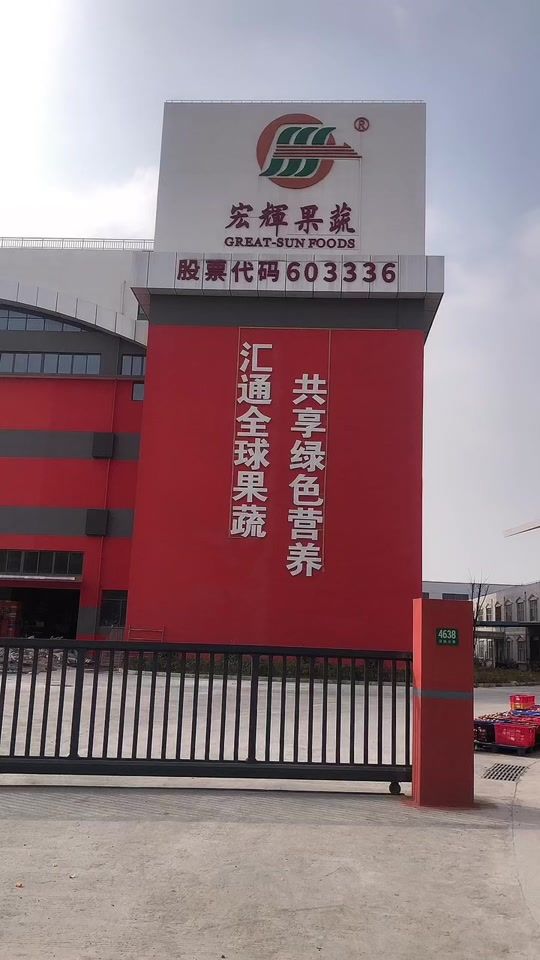 ®
宏輝果蔬
GREAT-SUN FOODS
股票代码603336
汇通全球果蔬
共享绿色营养
4638